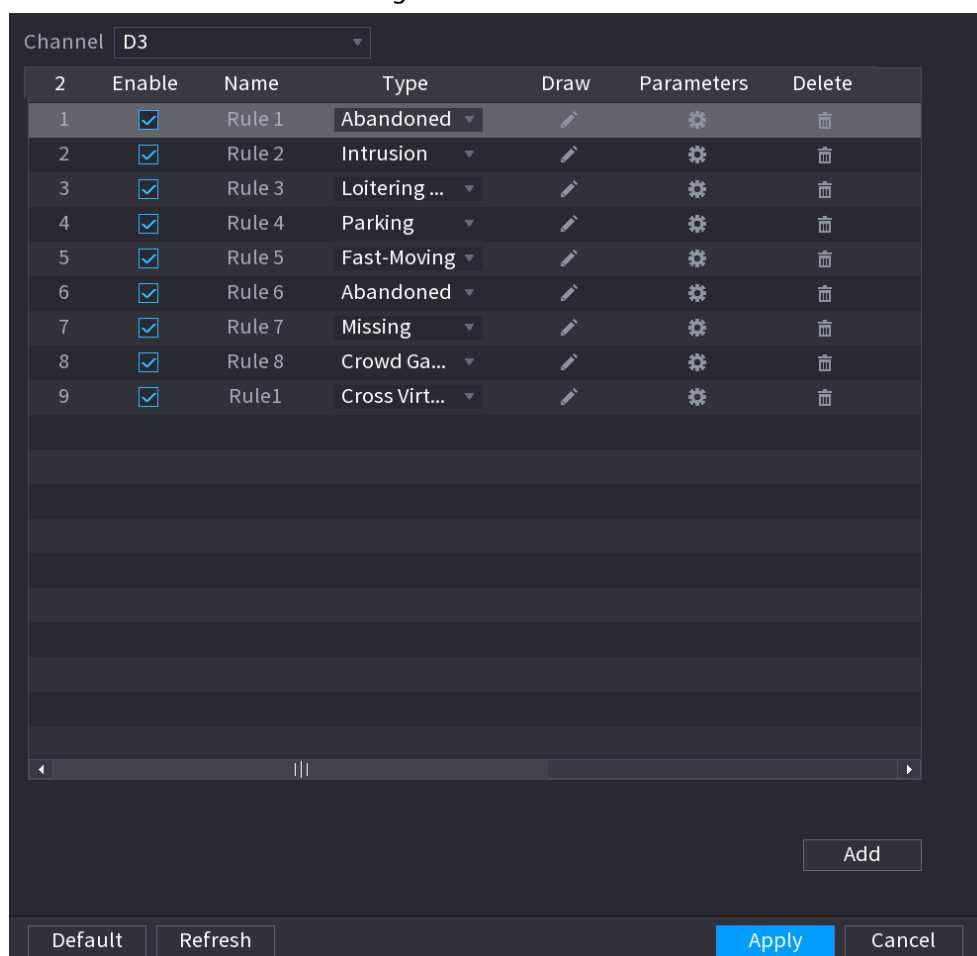 Channel D3
2 Enable Name Type Draw Parameters Delete
1 Rule 1 Abandoned
2 Rule 2 Intrusion
3 Rule 3 Loitering ...
4 Rule 4 Parking
5 Rule 5 Fast-Moving
6 Rule 6 Abandoned
7 Rule 7 Missing
8 Rule 8 Crowd Ga...
9 Rule1 Cross Virt...
Add
Default Refresh Apply Cancel